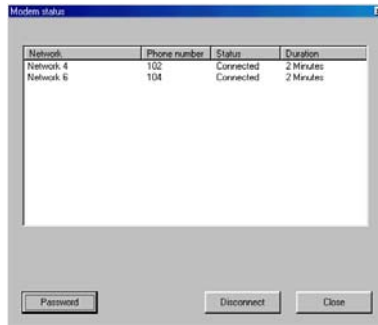 Modem status
Network Phone number Status Duration
Network 4 102 Connected 2 Minutes
Network 6 104 Connected 2 Minutes
Password Disconnect Close